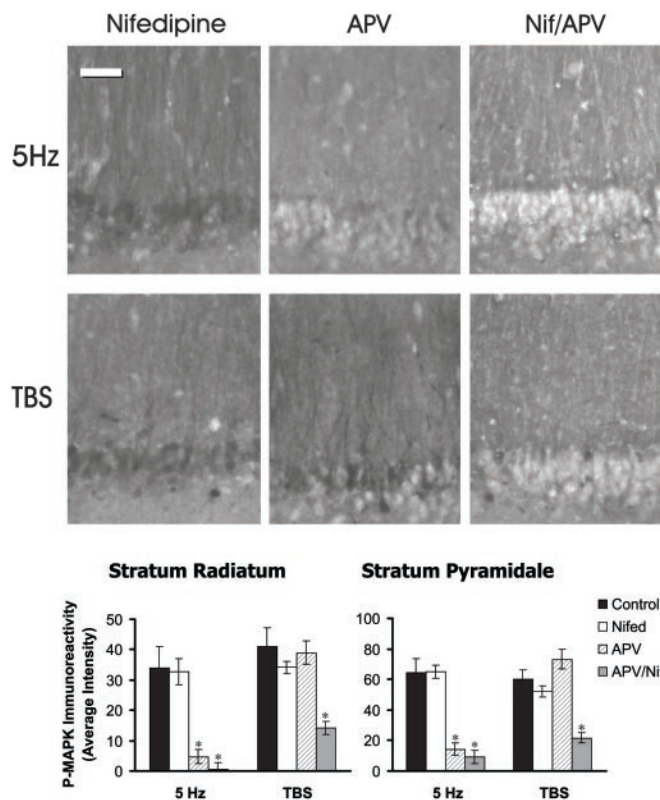 Nifedipine APV Nif/APV
5Hz
TBS
Stratum Radiatum Stratum Pyramidale
P-MAPK Immunoreactivity
(Average Intensity)
50
40
30
20
10
0
* * *
5 Hz TBS
100
80
60
40
20
0
* * *
5 Hz TBS
Control
Nifed
APV
APV/Ni